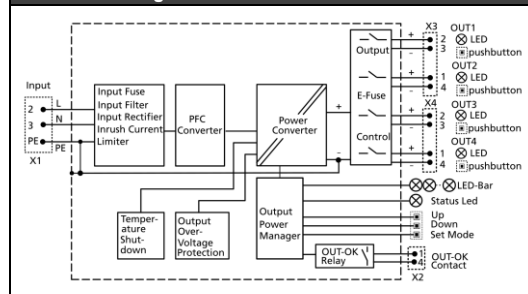 Input
2
L
3
N
PE
PE
X1
Input Fuse
Input Filter
Input Rectifier
Inrush Current
Limiter
PFC
Converter
Power
Converter
+
-
Output
E-Fuse
Control
Temper-
ature
Shut-
down
Output
Over-
Voltage
Protection
Output
Power
Manager
OUT-OK
Relay
X3
OUT1
+
2
LED
-
3
pushbutton
OUT2
+
1
LED
-
4
pushbutton
X4
OUT3
+
2
LED
-
3
pushbutton
OUT4
+
1
LED
-
4
pushbutton
LED-Bar
Status Led
Up
Down
Set Mode
1
4
OUT-OK
Contact
X2